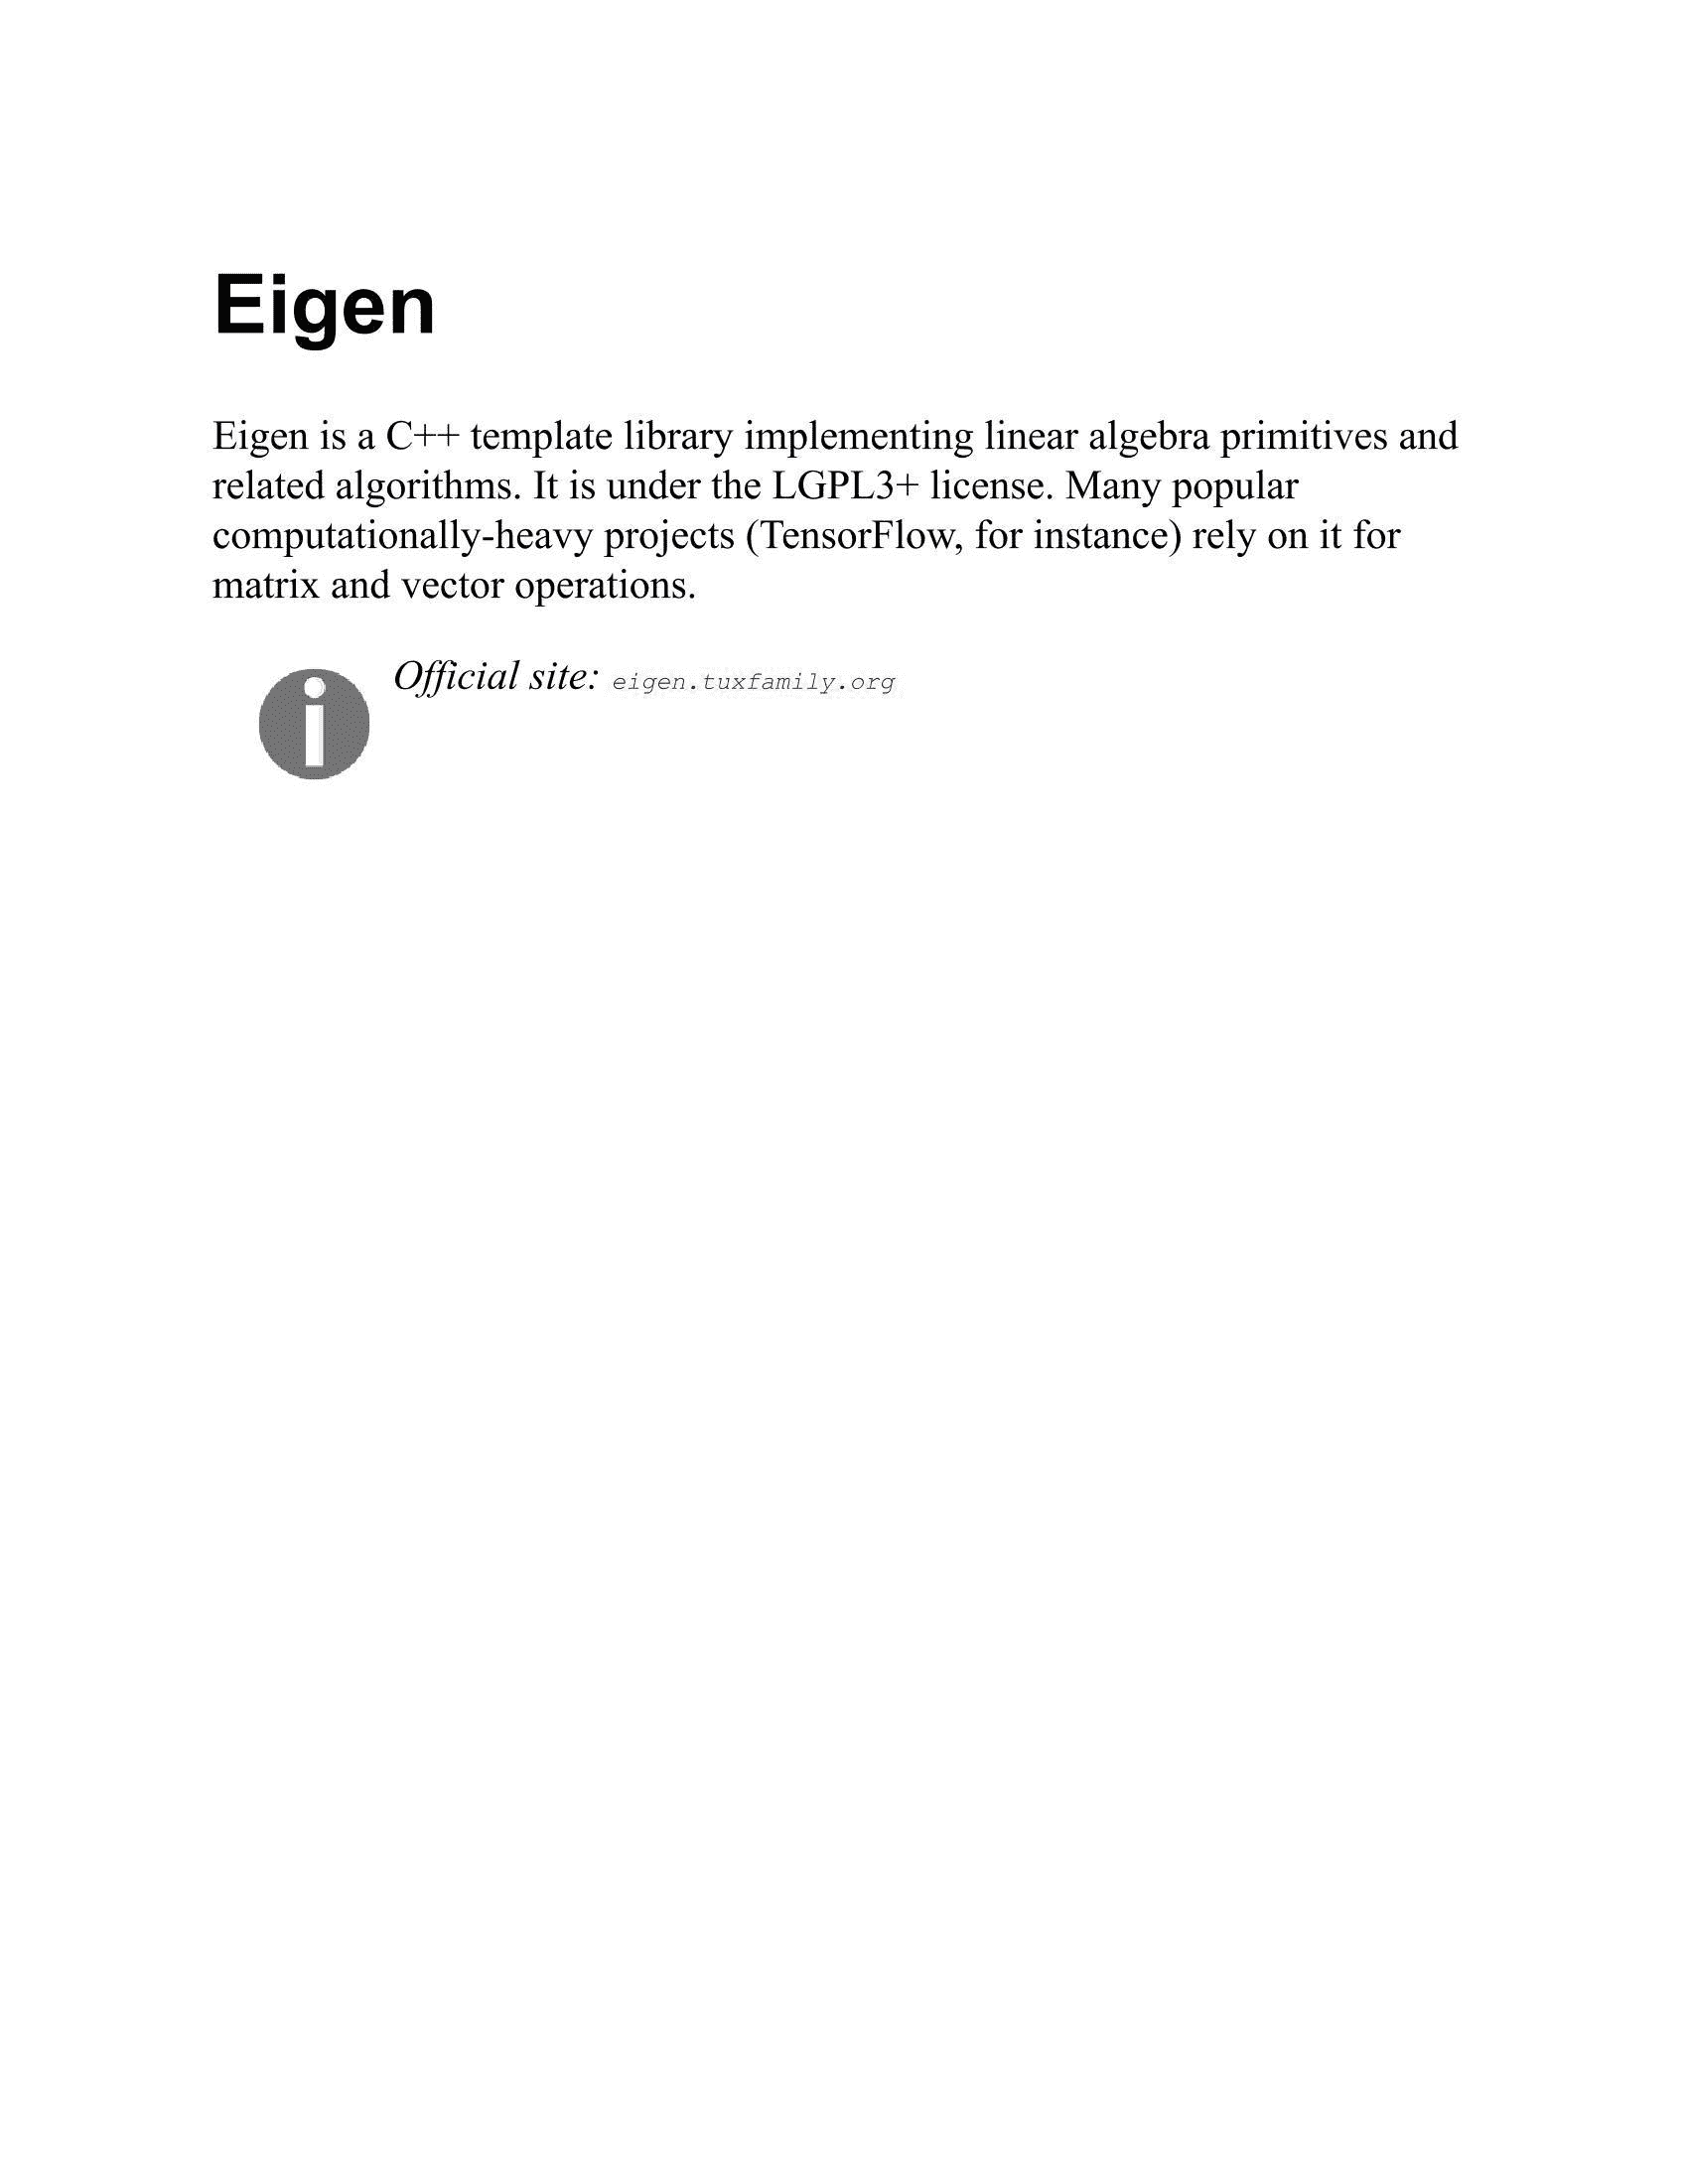 Eigen
Eigen is a C++ template library implementing linear algebra primitives and
related algorithms. It is under the LGPL3+ license. Many popular
computationally-heavy projects (TensorFlow, for instance) rely on it for
matrix and vector operations.
Official site: eigen.tuxfamily.org